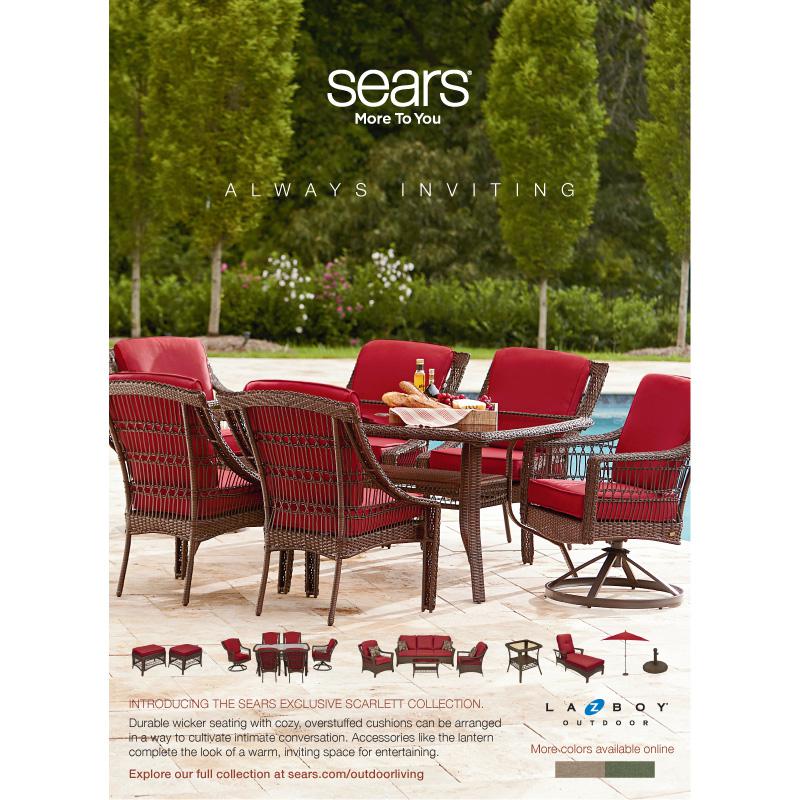 sears®
More To You
ALWAYS INVITING
INTRODUCING THE SEARS EXCLUSIVE SCARLETT COLLECTION.
Durable wicker seating with cozy, overstuffed cushions can be arranged
in a way to cultivate intimate conversation. Accessories like the lantern
complete the look of a warm, inviting space for entertaining.
Explore our full collection at sears.com/outdoorliving
LAZBOY®
OUTDOOR
More colors available online